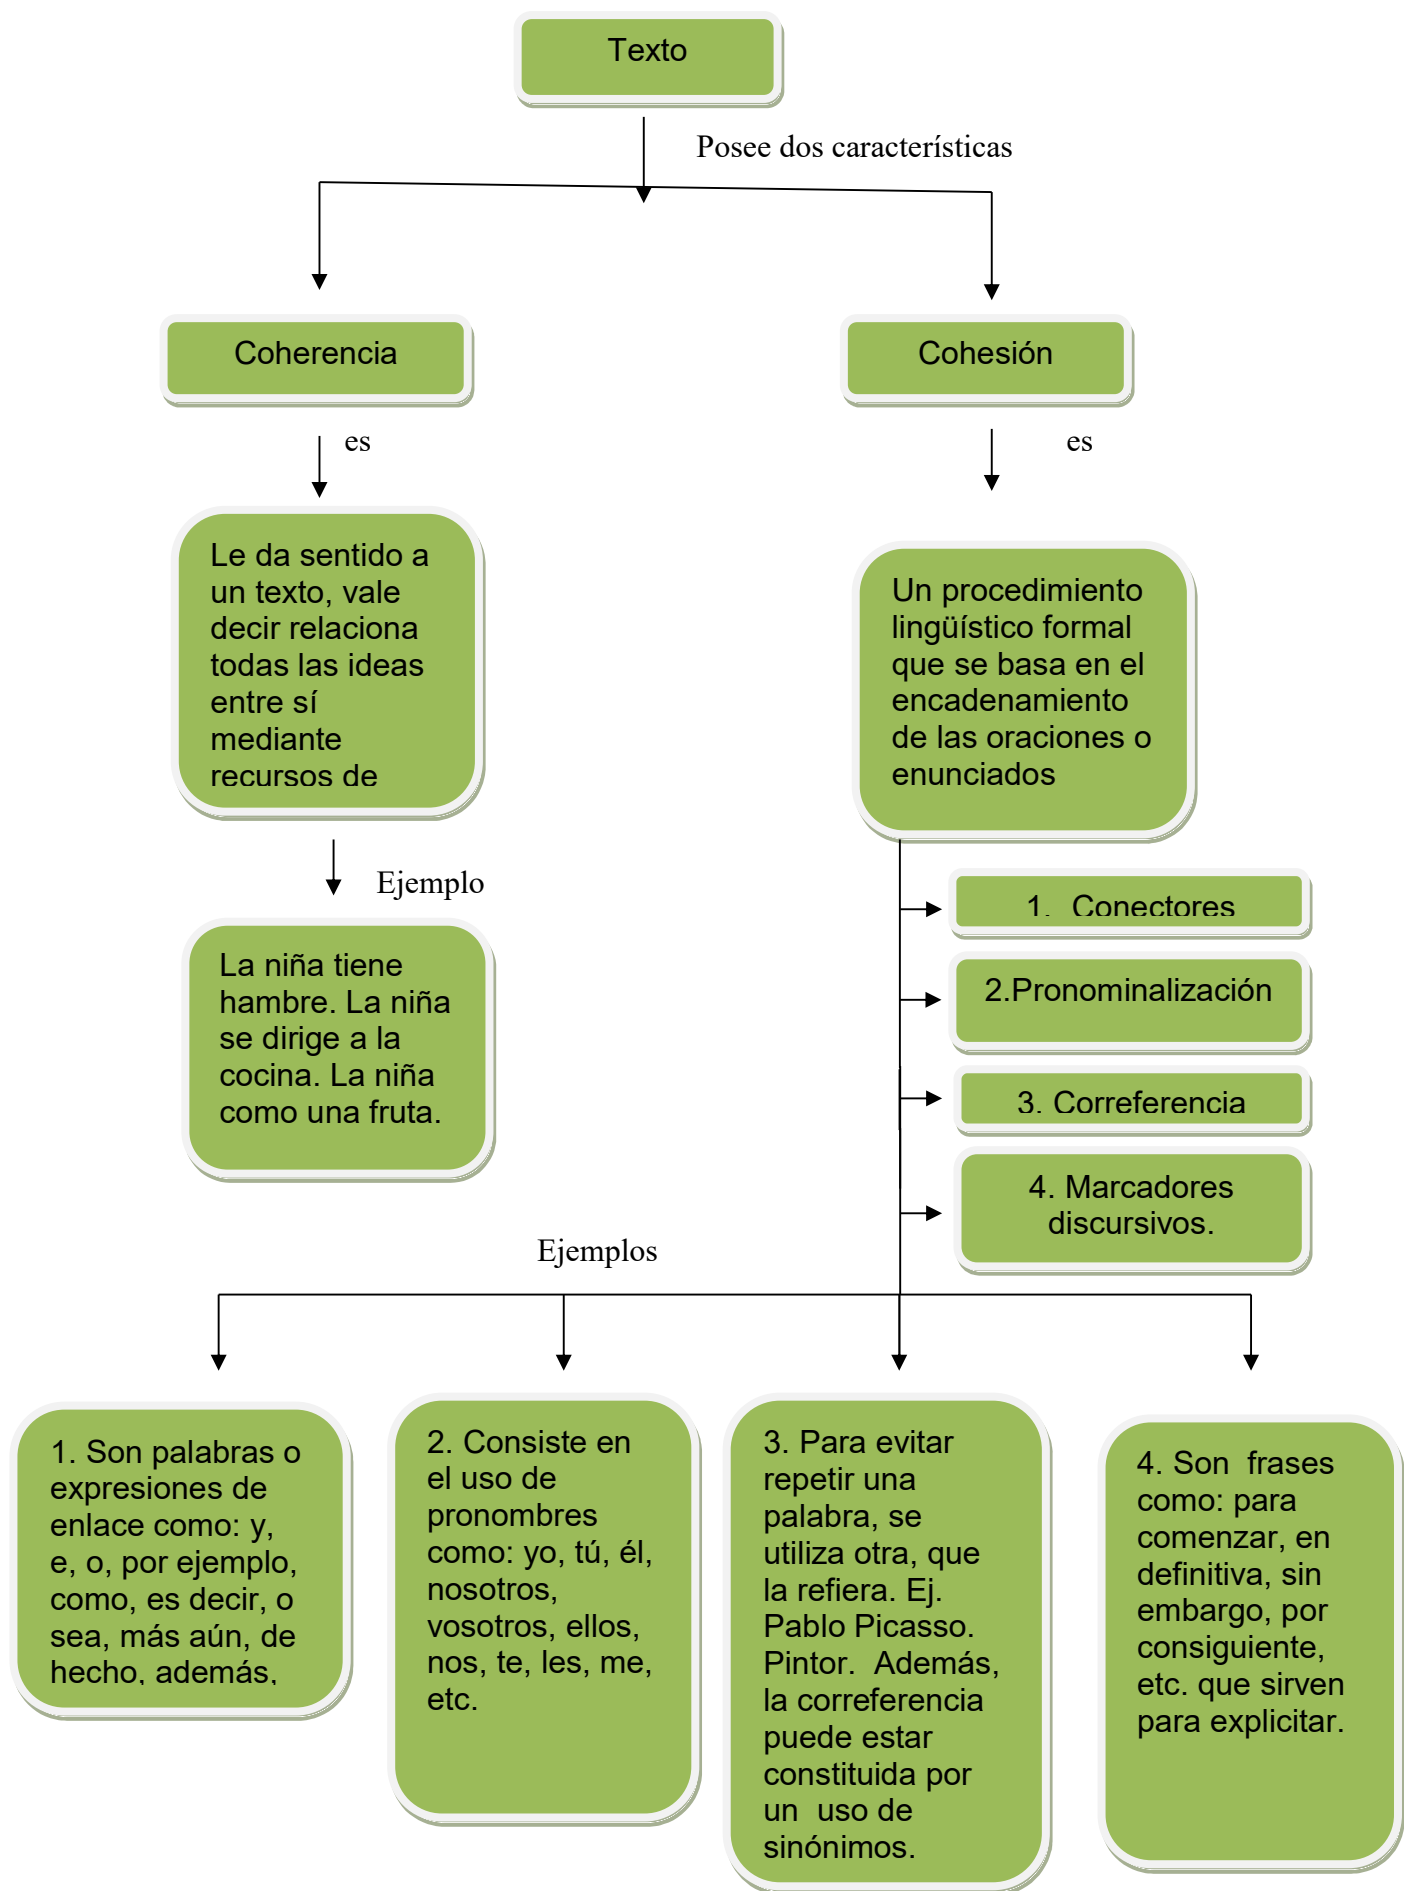 Texto
Posee dos características
Coherencia
Cohesión
es
es
Le da sentido a
un texto, vale
decir relaciona
todas las ideas
entre sí
mediante
recursos de
Un procedimiento
lingüístico formal
que se basa en el
encadenamiento
de las oraciones o
enunciados
Ejemplo
La niña tiene
hambre. La niña
se dirige a la
cocina. La niña
como una fruta.
1. Conectores
2.Pronominalización
3. Correferencia
4. Marcadores
discursivos.
Ejemplos
1. Son palabras o
expresiones de
enlace como: y,
e, o, por ejemplo,
como, es decir, o
sea, más aún, de
hecho, además,
2. Consiste en
el uso de
pronombres
como: yo, tú, él,
nosotros,
vosotros, ellos,
nos, te, les, me,
etc.
3. Para evitar
repetir una
palabra, se
utiliza otra, que
la refiera. Ej.
Pablo Picasso.
Pintor. Además,
la correferencia
puede estar
constituida por
un uso de
sinónimos.
4. Son frases
como: para
comenzar, en
definitiva, sin
embargo, por
consiguiente,
etc. que sirven
para explicitar.